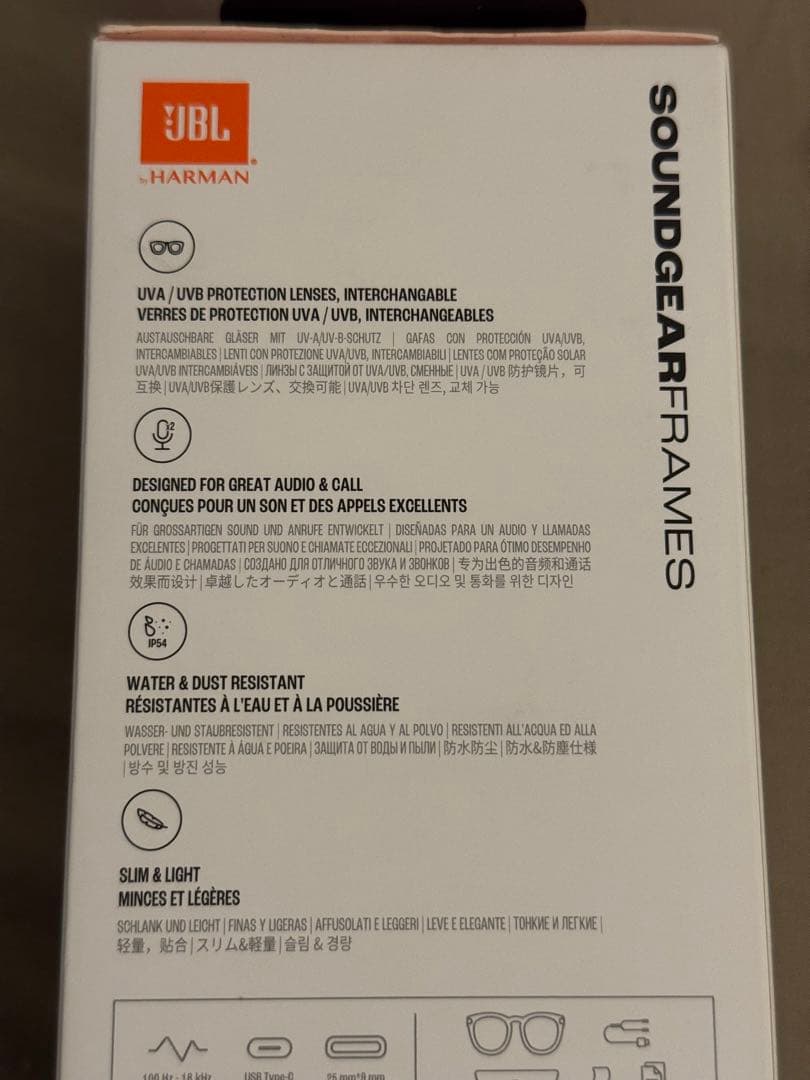 JBL
by HARMAN
SOUNDGEARFRAMES
UVA / UVB PROTECTION LENSES, INTERCHANGABLE
VERRES DE PROTECTION UVA / UVB, INTERCHANGEABLES
AUSTAUSCHBARE GLÄSER MIT UV-A/UV-B-SCHUTZ | GAFAS CON PROTECCIÓN UVA/UVB,
INTERCAMBIABLES | LENTI CON PROTEZIONE UVA/UVB, INTERCAMBIABILI | LENTES COM PROTEÇÃO SOLAR
UVA/UVB INTERCAMBIÁVEIS | ЛИНЗЫ С ЗАЩИТОЙ ОТ UVA/UVB, СМЕННЫЕ | UVA / UVB 防护镜片，可
互换 | UVA/UVB保護レンズ、交換可能 | UVA/UVB 차단 렌즈, 교체 가능
2
DESIGNED FOR GREAT AUDIO & CALL
CONÇUES POUR UN SON ET DES APPELS EXCELLENTS
FÜR GROSSARTIGEN SOUND UND ANRUFE ENTWICKELT | DISEÑADAS PARA UN AUDIO Y LLAMADAS
EXCELENTES | PROGETTATI PER SUONO E CHIAMATE ECCEZIONALI | PROJETADO PARA ÓTIMO DESEMPENHO
DE ÁUDIO E CHAMADAS | СОЗДАНО ДЛЯ ОТЛИЧНОГО ЗВУКА И ЗВОНКОВ | 专为出色的音频和通话
效果而设计 | 卓越したオーディオと通話 | 우수한 오디오 및 통화를 위한 디자인
IP54
WATER & DUST RESISTANT
RÉSISTANTES À L'EAU ET À LA POUSSIÈRE
WASSER- UND STAUBRESISTENT | RESISTENTES AL AGUA Y AL POLVO | RESISTENTI ALL'ACQUA ED ALLA
POLVERE | RESISTENTE À ÁGUA E POEIRA | ЗАЩИТА ОТ ВОДЫ И ПЫЛИ | 防水防尘 | 防水&防塵仕様
| 방수 및 방진 성능
SLIM & LIGHT
MINCES ET LÉGÈRES
SCHLANK UND LEICHT | FINAS Y LIGERAS | AFFUSOLATI E LEGGERI | LEVE E ELEGANTE | ТОНКИЕ И ЛЕГКИЕ |
轻量，贴合 | スリム&軽量 | 슬림 & 경량
100 Hz - 16 kHz
USB Type-C
25 mm*9 mm